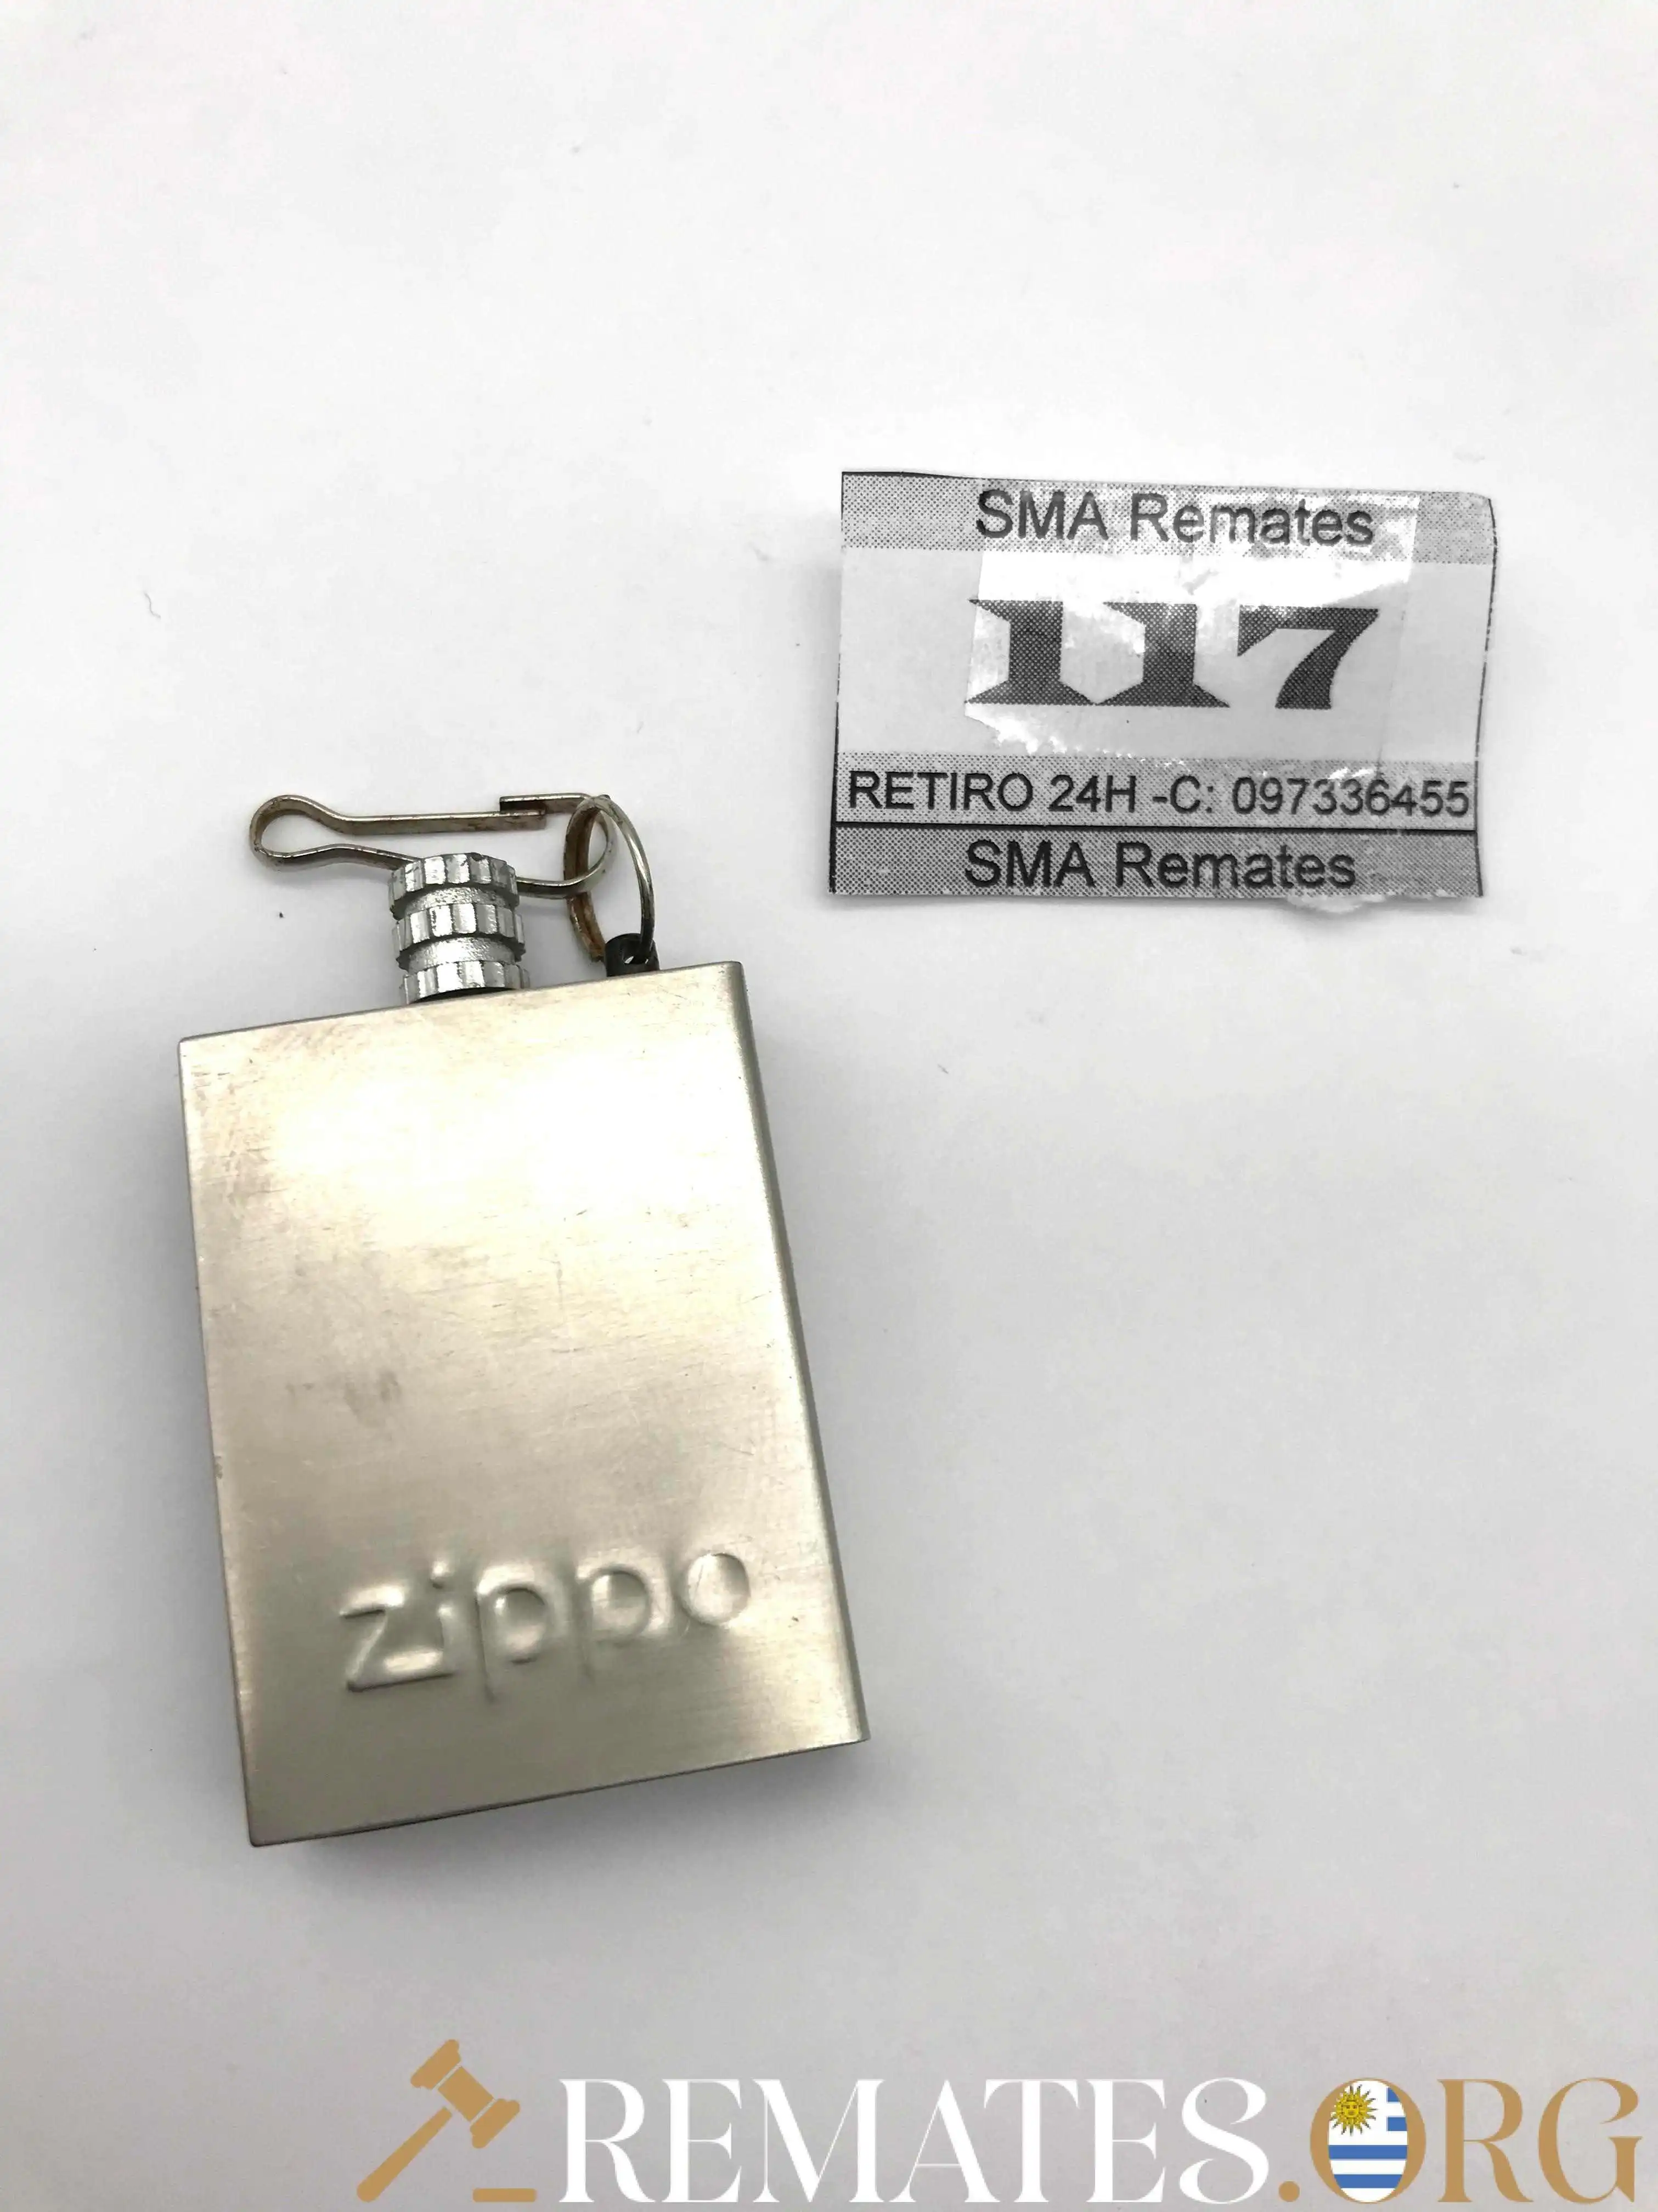 SMA Remates
117
RETIRO 24H -C: 097336455
SMA Remates
zippo
REMATES.ORG